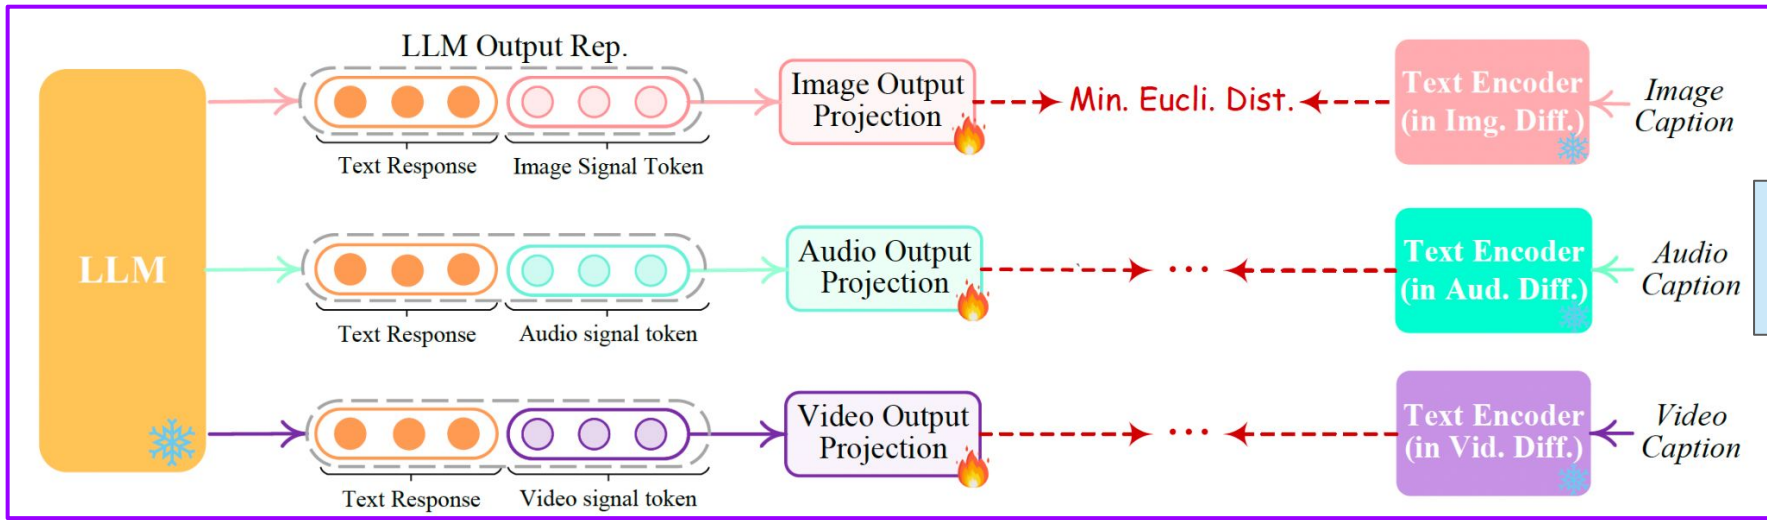 LLM Output Rep.
LLM
Text Response
Image Signal Token
Image Output
Projection
Min. Eucli. Dist.
Text Encoder
(in Img. Diff.)
Image
Caption
Text Response
Audio signal token
Audio Output
Projection
...
Text Encoder
(in Aud. Diff.)
Audio
Caption
Text Response
Video signal token
Video Output
Projection
...
Text Encoder
(in Vid. Diff.)
Video
Caption